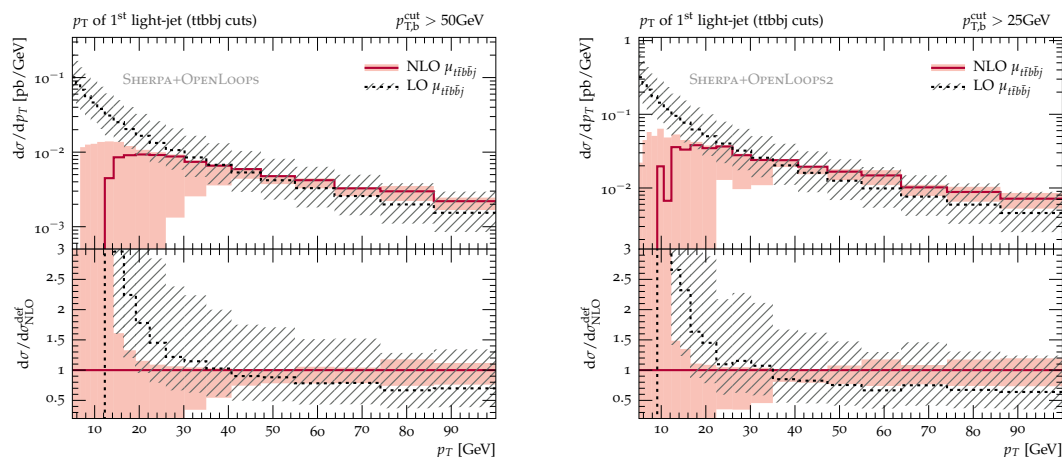 p_T of 1st light-jet (ttbbj cuts) p_T,b^cut > 50GeV
dσ/dp_T [pb/GeV]
SHERPA+OPENLOOPS
NLO μ_tt̄bb̄j
LO μ_tt̄bb̄j
10^−1
10^−2
10^−3
dσ/dσ_NLO^def
3
2.5
2
1.5
1
0.5
10 20 30 40 50 60 70 80 90
p_T [GeV]
p_T of 1st light-jet (ttbbj cuts) p_T,b^cut > 25GeV
dσ/dp_T [pb/GeV]
SHERPA+OPENLOOPS2
NLO μ_tt̄bb̄j
LO μ_tt̄bb̄j
1
10^−1
10^−2
dσ/dσ_NLO^def
3
2.5
2
1.5
1
0.5
10 20 30 40 50 60 70 80 90
p_T [GeV]